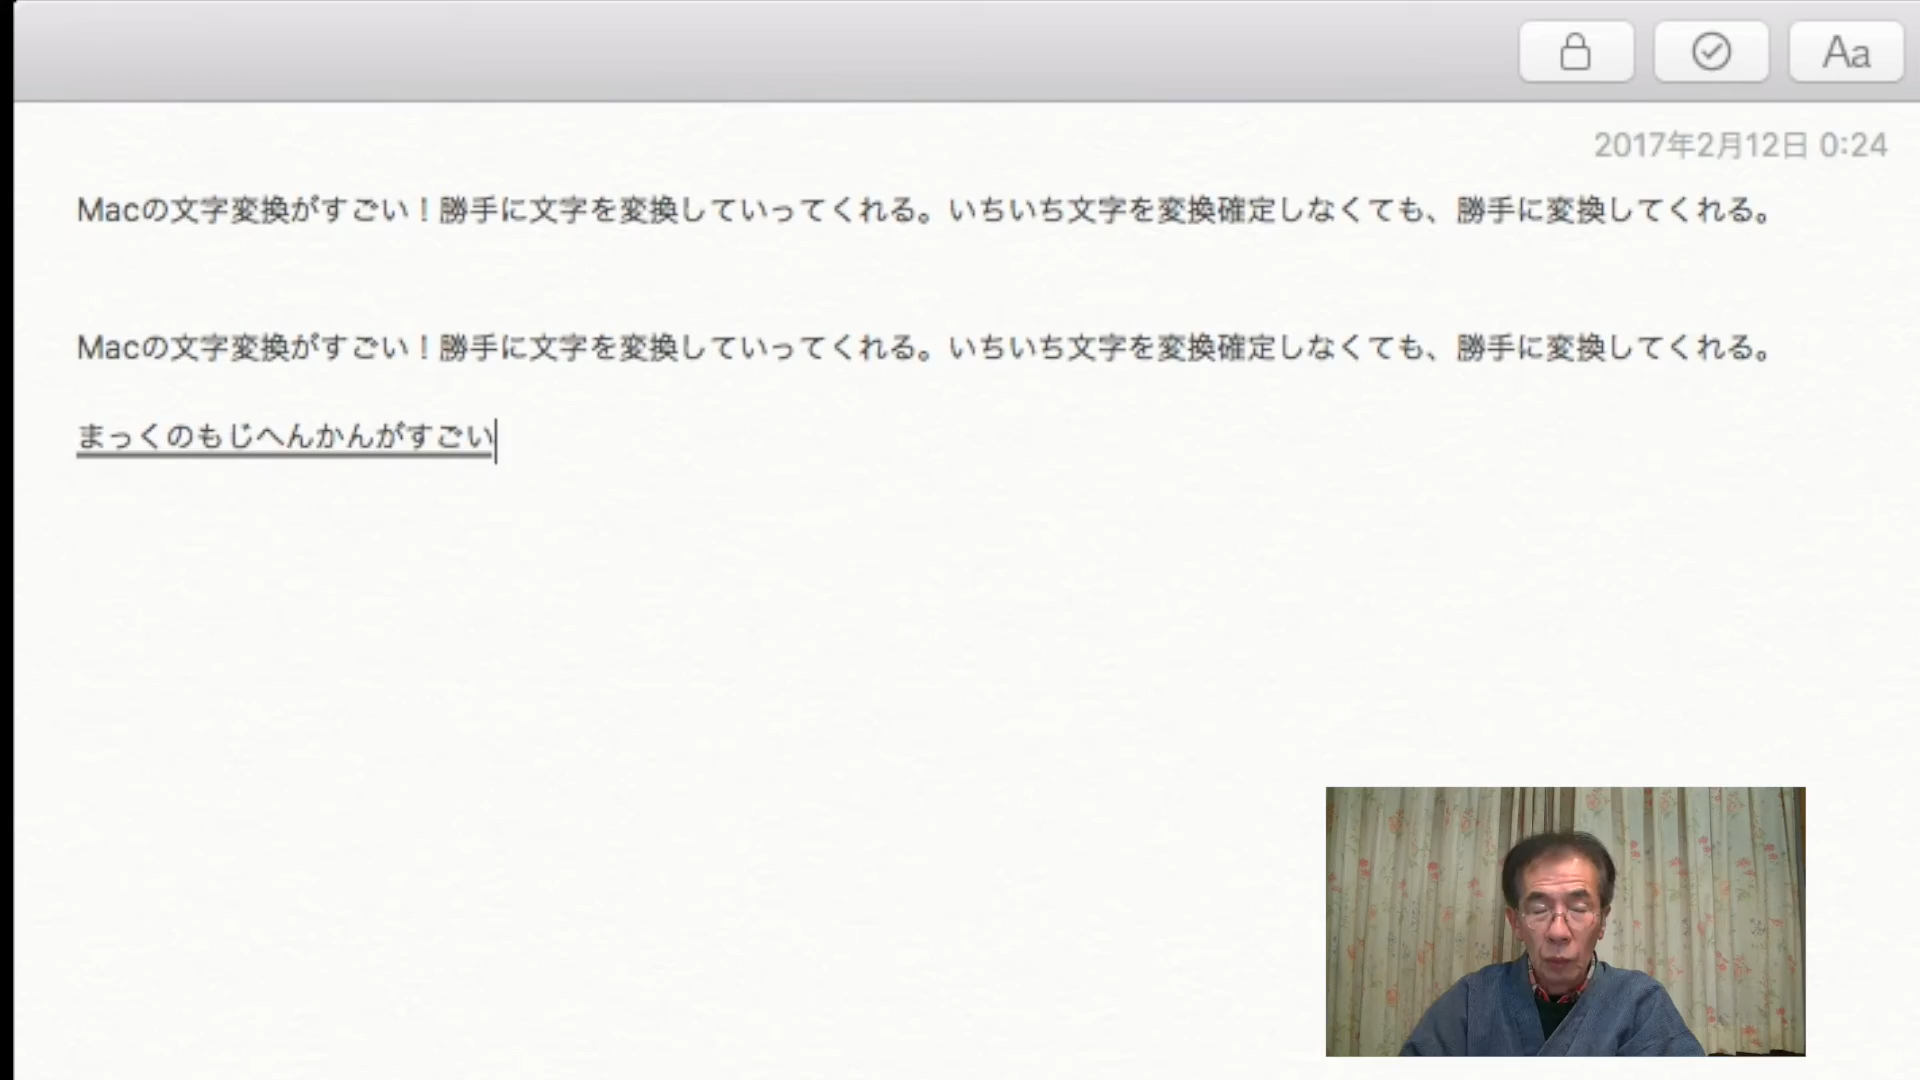 Aa
2017年2月12日 0:24
Macの文字変換がすごい！勝手に文字を変換していってくれる。いちいち文字を変換確定しなくても、勝手に変換してくれる。
Macの文字変換がすごい！勝手に文字を変換していってくれる。いちいち文字を変換確定しなくても、勝手に変換してくれる。
まっくのもじへんかんがすごい